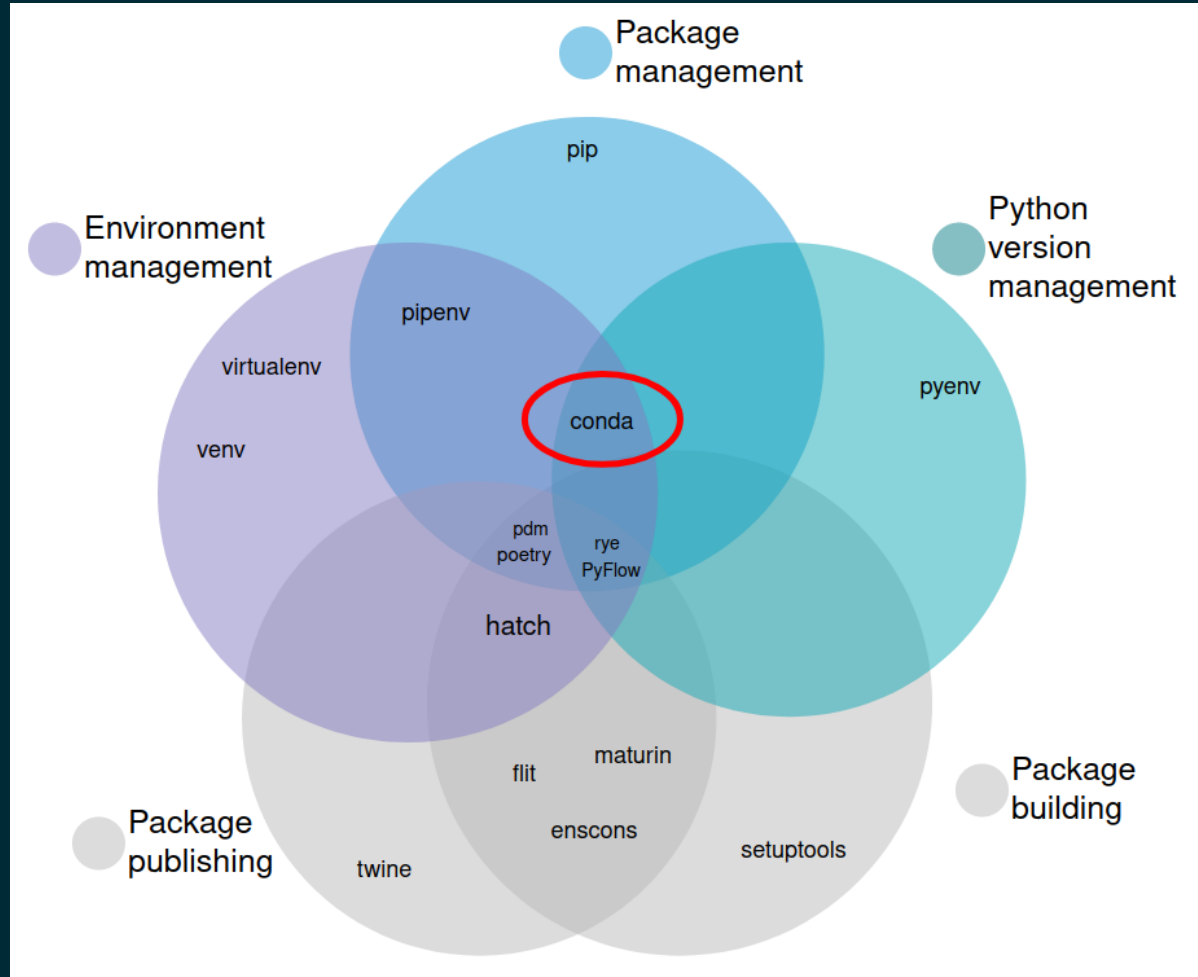 Package
management
pip
Environment
management
Python
version
management
pipenv
virtualenv
pyenv
conda
venv
pdm
poetry
rye
PyFlow
hatch
flit
maturin
enscons
Package
building
Package
publishing
twine
setuptools